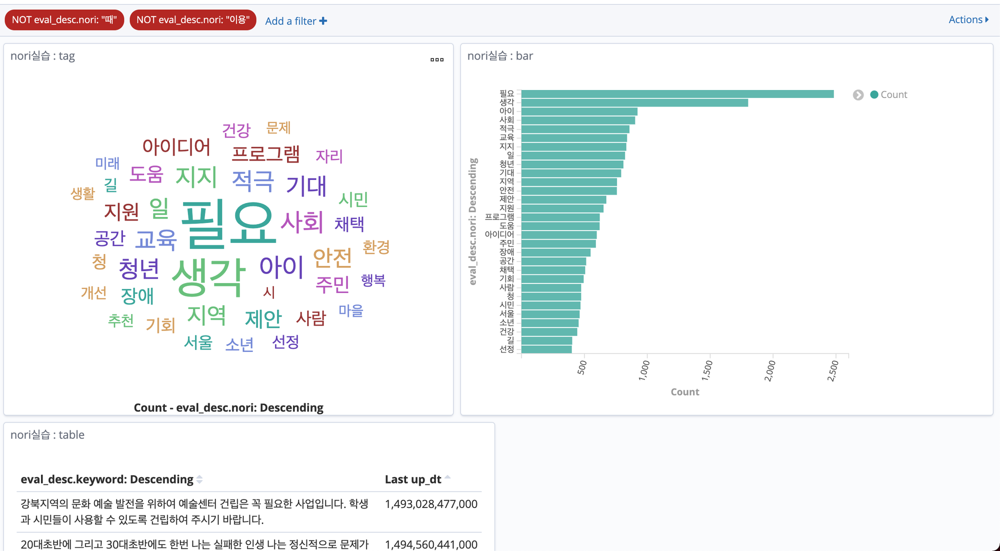 NOT eval_desc.nori: "때"
NOT eval_desc.nori: "이용"
Add a filter
Actions
nori실습 : tag
건강
문제
아이디어
프로그램
자리
미래
도움
지지
적극
기대
길
생활
시민
지원
일
필요
사회
채택
공간
교육
환경
안전
청
청년
생각
아이
주민
행복
개선
장애
시
지역
제안
사람
마을
추천
기회
서울
소년
선정
Count - eval_desc.nori: Descending
nori실습 : bar
필요
생각
아이
사회
적극
교육
지지
일
청년
기대
지역
안전
제안
지원
프로그램
도움
아이디어
주민
장애
공간
채택
기회
사람
청
시민
서울
소년
건강
길
선정
eval_desc.nori: Descending
500
1,000
1,500
2,000
2,500
Count
Count
nori실습 : table
eval_desc.keyword: Descending
Last up_dt
강북지역의 문화 예술 발전을 위하여 예술센터 건립은 꼭 필요한 사업입니다. 학생
과 시민들이 사용할 수 있도록 건립하여 주시기 바랍니다.
1,493,028,477,000
20대초반에 그리고 30대초반에도 한번 나는 실패한 인생 나는 정신적으로 문제가
1,494,560,441,000